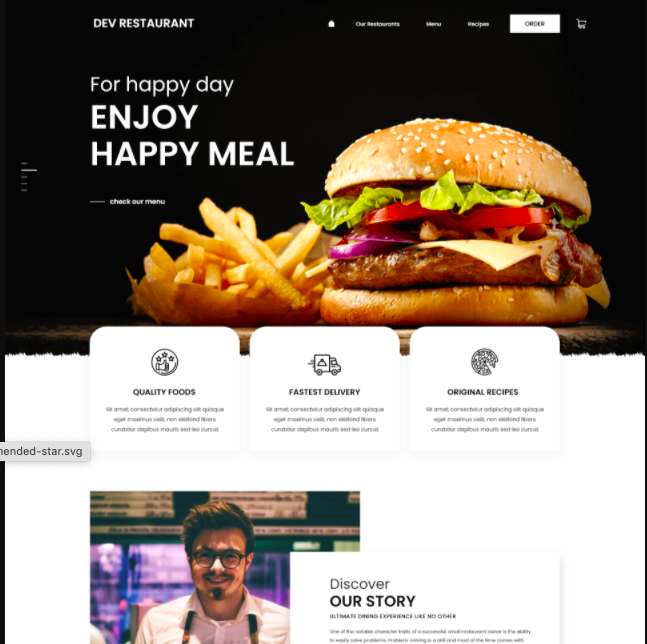 DEV RESTAURANT
Our Restaurants
Menu
Recipes
ORDER
For happy day
ENJOY
HAPPY MEAL
check our menu
QUALITY FOODS
Elit amet, consectetur adipiscing elit quisque
eget maximus velit, non eleifend libero
curabitur dapibus mauris sed leo cursus
FASTEST DELIVERY
Elit amet, consectetur adipiscing elit quisque
eget maximus velit, non eleifend libero
curabitur dapibus mauris sed leo cursus
ORIGINAL RECIPES
Elit amet, consectetur adipiscing elit quisque
eget maximus velit, non eleifend libero
curabitur dapibus mauris sed leo cursus
mended-star.svg
Discover
OUR STORY
ULTIMATE DINING EXPERIENCE LIKE NO OTHER
One of the notable character traits of a successful small restaurant owner is the ability
to easily solve problems. Problem-solving is a skill and most of the time comes with